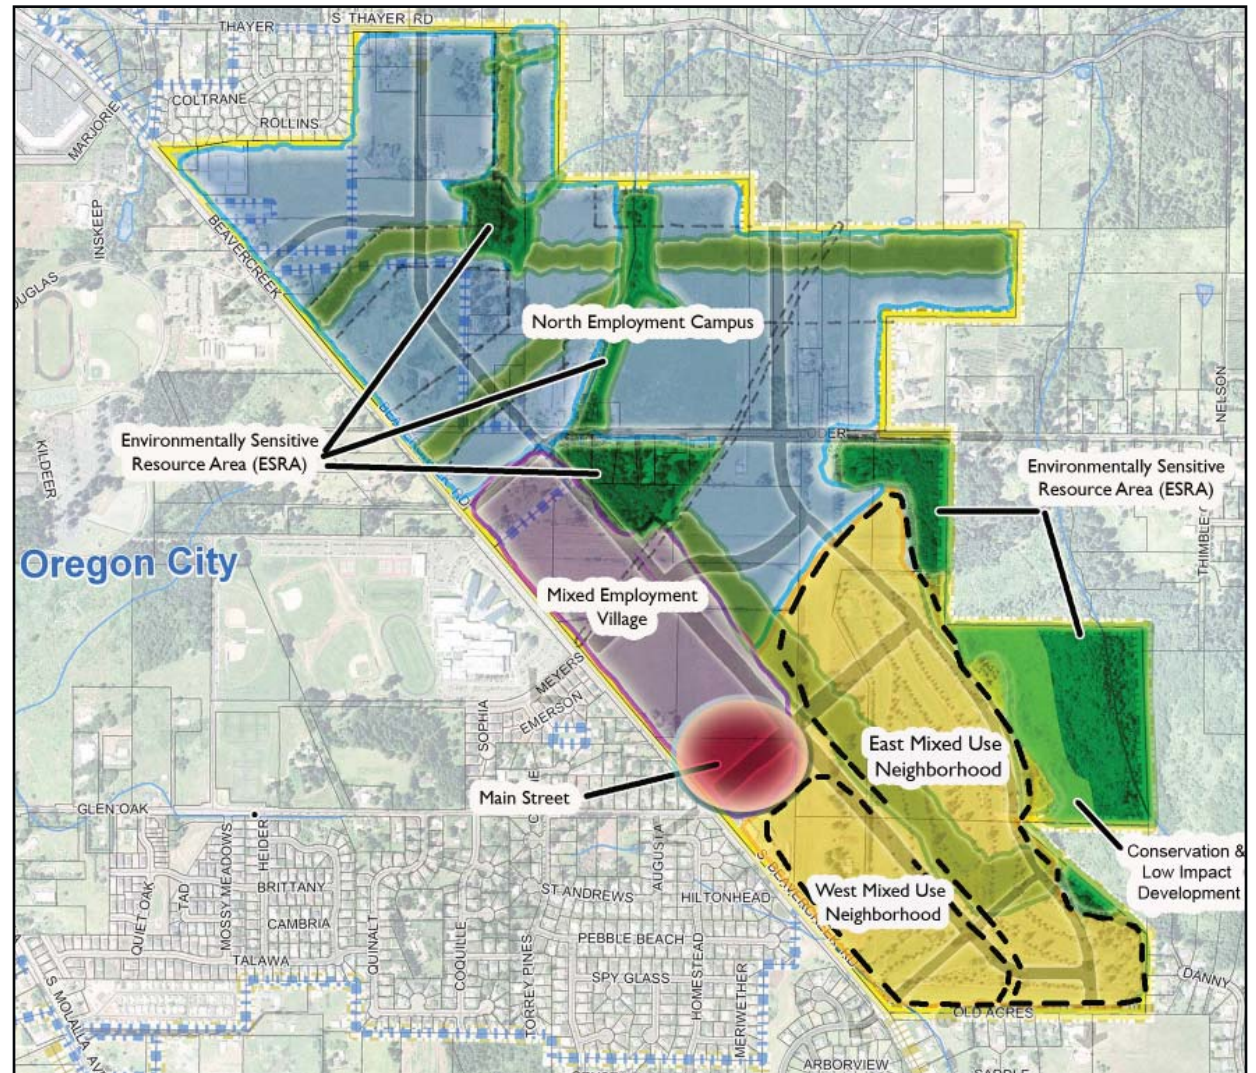 S THAYER RD
THAYER
COLTRANE
ROLLINS
MARJORIE
INSKEEP
BEAVERCREEK
DOUGLAS
NELSON
North Employment Campus
Environmentally Sensitive
Resource Area (ESRA)
KILDEER
Environmentally Sensitive
Resource Area (ESRA)
THIMBLE
Oregon City
Mixed Employment
Village
MEYERS
EMERSON
SOPHIA
East Mixed Use
Neighborhood
Main Street
GLEN OAK
HEIDER
Conservation &
Low Impact
Development
QUIET OAK
TAD
MOSSY MEADOWS
BRITTANY
CAMBRIA
TALAWA
QUINALT
COQUILLE
ST ANDREWS
AUGUSTA
HILTONHEAD
PEBBLE BEACH
SPY GLASS
TORREY PINES
HOMESTEAD
MERIWETHER
West Mixed Use
Neighborhood
DANNY
OLD ACRES
S MOLALLA AV
ARBORVIEW